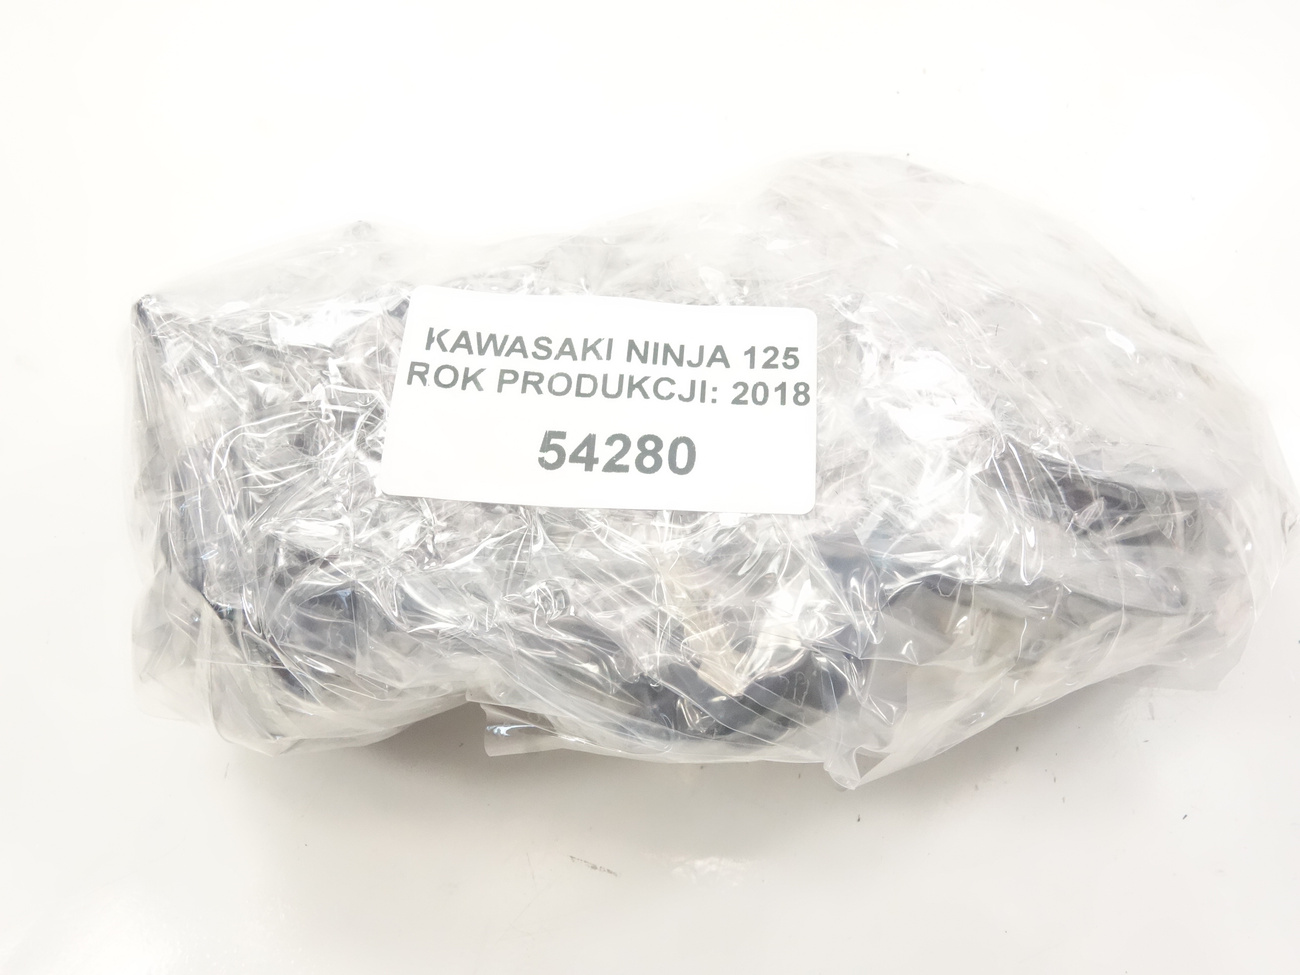 KAWASAKI NINJA 125
ROK PRODUKCJI: 2018
54280